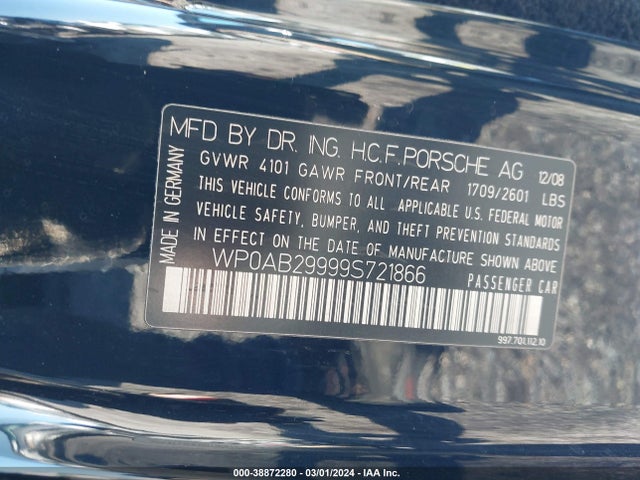 MFD BY DR. ING. H.C.F. PORSCHE AG 12/08
GVWR 4101 GAWR FRONT/REAR 1709/2601 LBS
THIS VEHICLE CONFORMS TO ALL APPLICABLE U.S. FEDERAL MOTOR
VEHICLE SAFETY, BUMPER, AND THEFT PREVENTION STANDARDS
IN EFFECT ON THE DATE OF MANUFACTURE SHOWN ABOVE
WP0AB29999S721866 PASSENGER CAR
MADE IN GERMANY
997.701.112.10
000-38872280 - 03/01/2024 - IAA Inc.